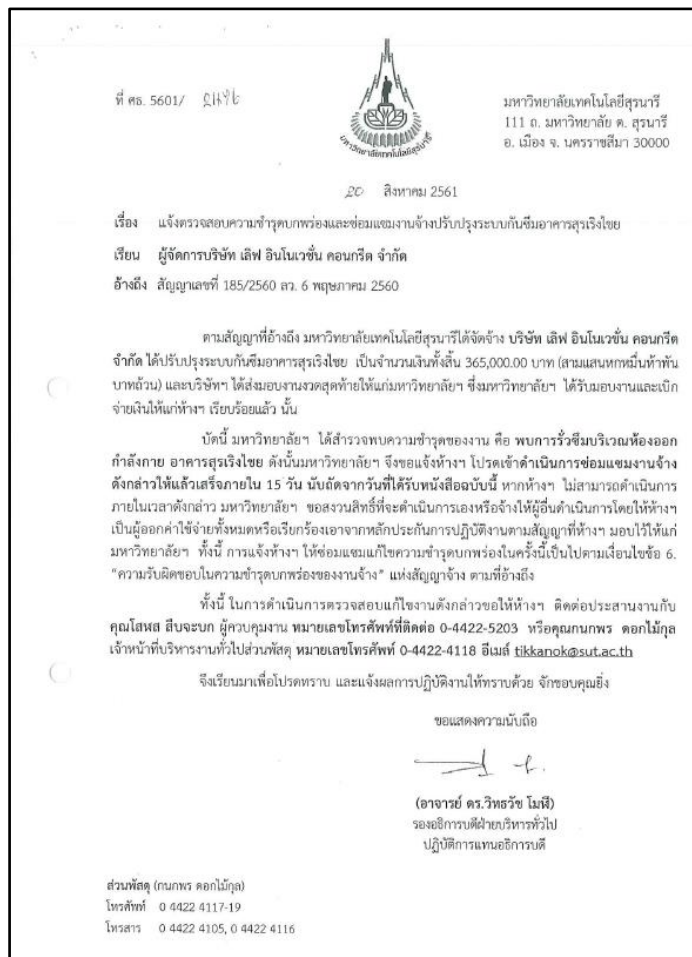 ที่ ศธ. 5601/
มหาวิทยาลัยเทคโนโลยีสุรนารี
มหาวิทยาลัยเทคโนโลยีสุรนารี
111 ถ. มหาวิทยาลัย ต. สุรนารี
อ. เมือง จ. นครราชสีมา 30000
20 สิงหาคม 2561
เรื่อง แจ้งตรวจสอบความชำรุดบกพร่องและซ่อมแซมงานจ้างปรับปรุงระบบกันซึมอาคารสุรเริงไชย
เรียน ผู้จัดการบริษัท เลิฟ อินโนเวชั่น คอนกรีต จำกัด
อ้างถึง สัญญาเลขที่ 185/2560 ลว. 6 พฤษภาคม 2560
ตามสัญญาที่อ้างถึง มหาวิทยาลัยเทคโนโลยีสุรนารีได้จัดจ้าง บริษัท เลิฟ อินโนเวชั่น คอนกรีต
จำกัด ได้ปรับปรุงระบบกันซึมอาคารสุรเริงไชย เป็นจำนวนเงินทั้งสิ้น 365,000.00 บาท (สามแสนหกหมื่นห้าพัน
บาทถ้วน) และบริษัทฯ ได้ส่งมอบงานงวดสุดท้ายให้แก่มหาวิทยาลัยฯ ซึ่งมหาวิทยาลัยฯ ได้รับมอบงานและเบิก
จ่ายเงินให้แก่ห้างฯ เรียบร้อยแล้ว นั้น
บัดนี้ มหาวิทยาลัยฯ ได้สำรวจพบความชำรุดของงาน คือ พบการรั่วซึมบริเวณห้องออก
กำลังกาย อาคารสุรเริงไชย ดังนั้นมหาวิทยาลัยฯ จึงขอแจ้งห้างฯ โปรดเข้าดำเนินการซ่อมแซมงานจ้าง
ดังกล่าวให้แล้วเสร็จภายใน 15 วัน นับถัดจากวันที่ได้รับหนังสือฉบับนี้ หากห้างฯ ไม่สามารถดำเนินการ
ภายในเวลาดังกล่าว มหาวิทยาลัยฯ ขอสงวนสิทธิ์ที่จะดำเนินการเองหรือจ้างให้ผู้อื่นดำเนินการโดยให้ห้างฯ
เป็นผู้ออกค่าใช้จ่ายทั้งหมดหรือเรียกร้องเอาจากหลักประกันการปฏิบัติงานตามสัญญาที่ห้างฯ มอบไว้ให้แก่
มหาวิทยาลัยฯ ทั้งนี้ การแจ้งห้างฯ ให้ซ่อมแซมแก้ไขความชำรุดบกพร่องในครั้งนี้เป็นไปตามเงื่อนไขข้อ 6.
“ความรับผิดชอบในความชำรุดบกพร่องของงานจ้าง” แห่งสัญญาจ้าง ตามที่อ้างถึง
ทั้งนี้ ในการดำเนินการตรวจสอบแก้ไขงานดังกล่าวขอให้ห้างฯ ติดต่อประสานงานกับ
คุณโสฬส สืบจะบก ผู้ควบคุมงาน หมายเลขโทรศัพท์ที่ติดต่อ 0-4422-5203 หรือคุณกนกพร ดอกไม้กุล
เจ้าหน้าที่บริหารงานทั่วไปส่วนพัสดุ หมายเลขโทรศัพท์ 0-4422-4118 อีเมล์ tikkanok@sut.ac.th
จึงเรียนมาเพื่อโปรดทราบ และแจ้งผลการปฏิบัติงานให้ทราบด้วย จักขอบคุณยิ่ง
ขอแสดงความนับถือ
(อาจารย์ ดร.วิทธวัช โมฬี)
รองอธิการบดีฝ่ายบริหารทั่วไป
ปฏิบัติการแทนอธิการบดี
ส่วนพัสดุ (กนกพร ดอกไม้กุล)
โทรศัพท์ 0 4422 4117-19
โทรสาร 0 4422 4105, 0 4422 4116